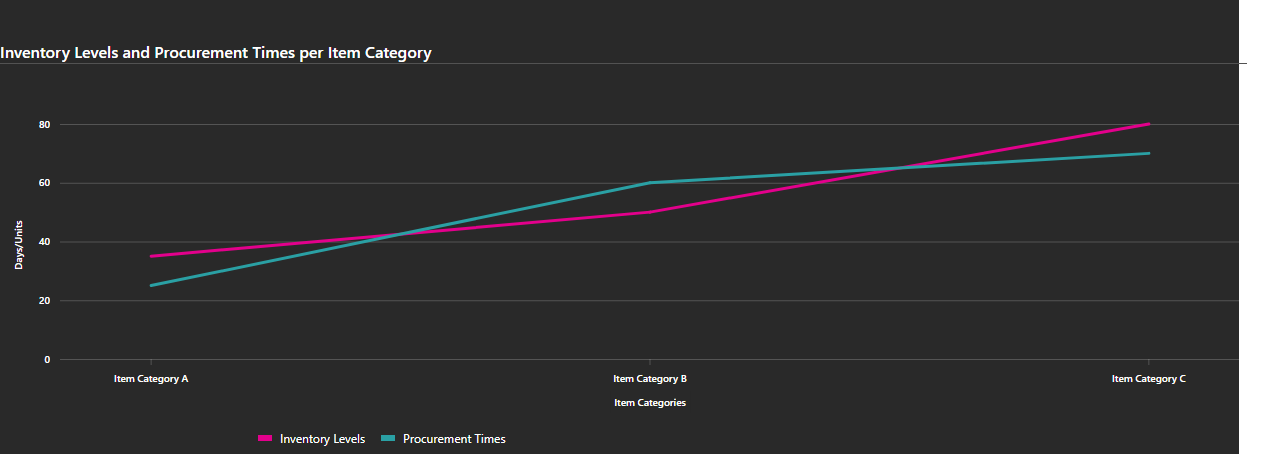 Inventory Levels and Procurement Times per Item Category
80
60
40
20
0
Days/Units
Item Category A
Item Category B
Item Category C
Item Categories
Inventory Levels
Procurement Times